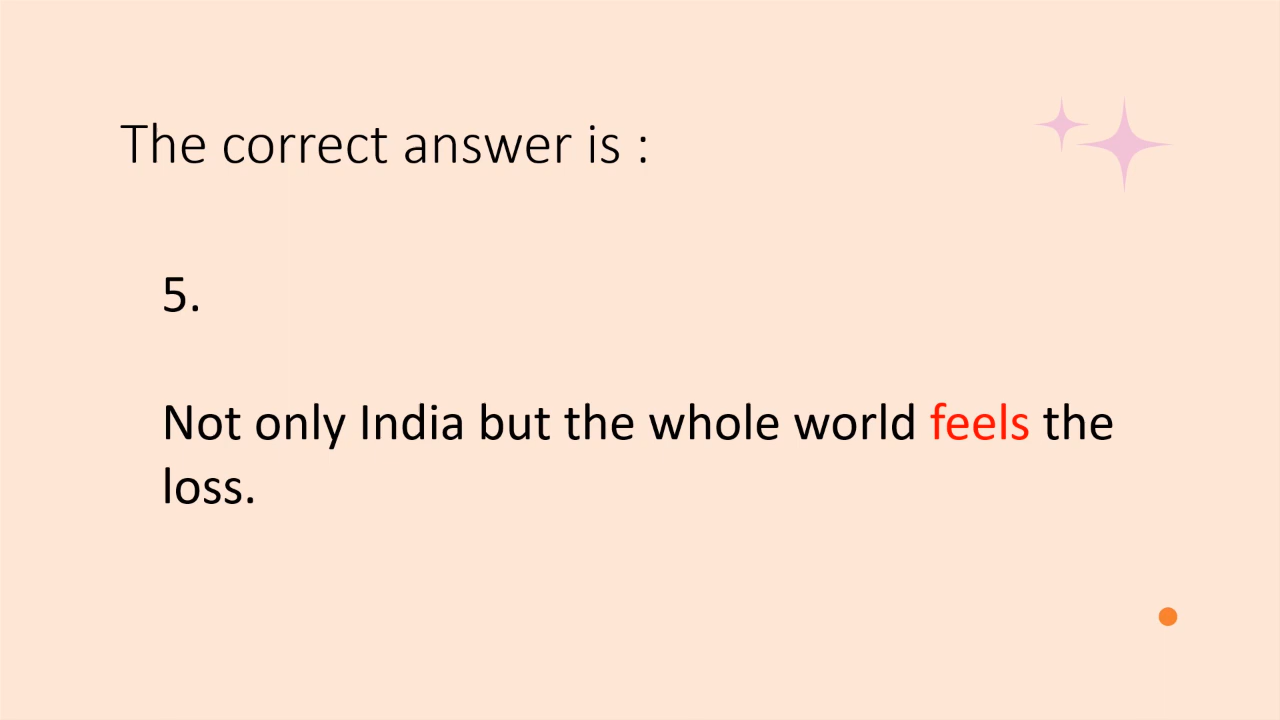 The correct answer is :
5.
Not only India but the whole world feels the
loss.